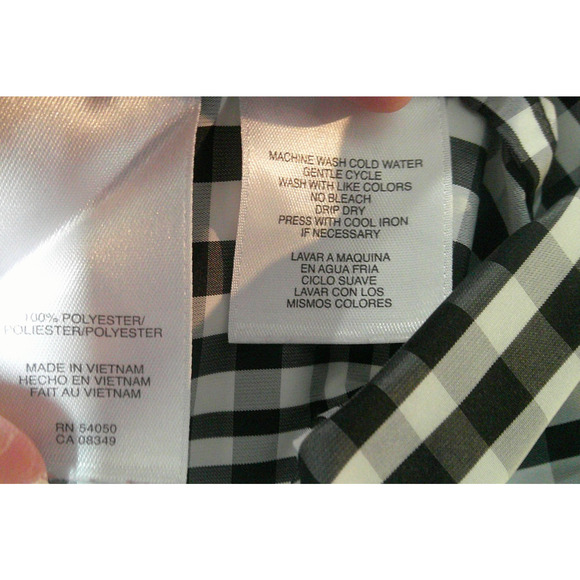 100% POLYESTER/
POLIESTER/POLYESTER
MADE IN VIETNAM
HECHO EN VIETNAM
FAIT AU VIETNAM
RN 54050
CA 08349
MACHINE WASH COLD WATER
GENTLE CYCLE
WASH WITH LIKE COLORS
NO BLEACH
DRIP DRY
PRESS WITH COOL IRON
IF NECESSARY
LAVAR A MAQUINA
EN AGUA FRIA
CICLO SUAVE
LAVAR CON LOS
MISMOS COLORES